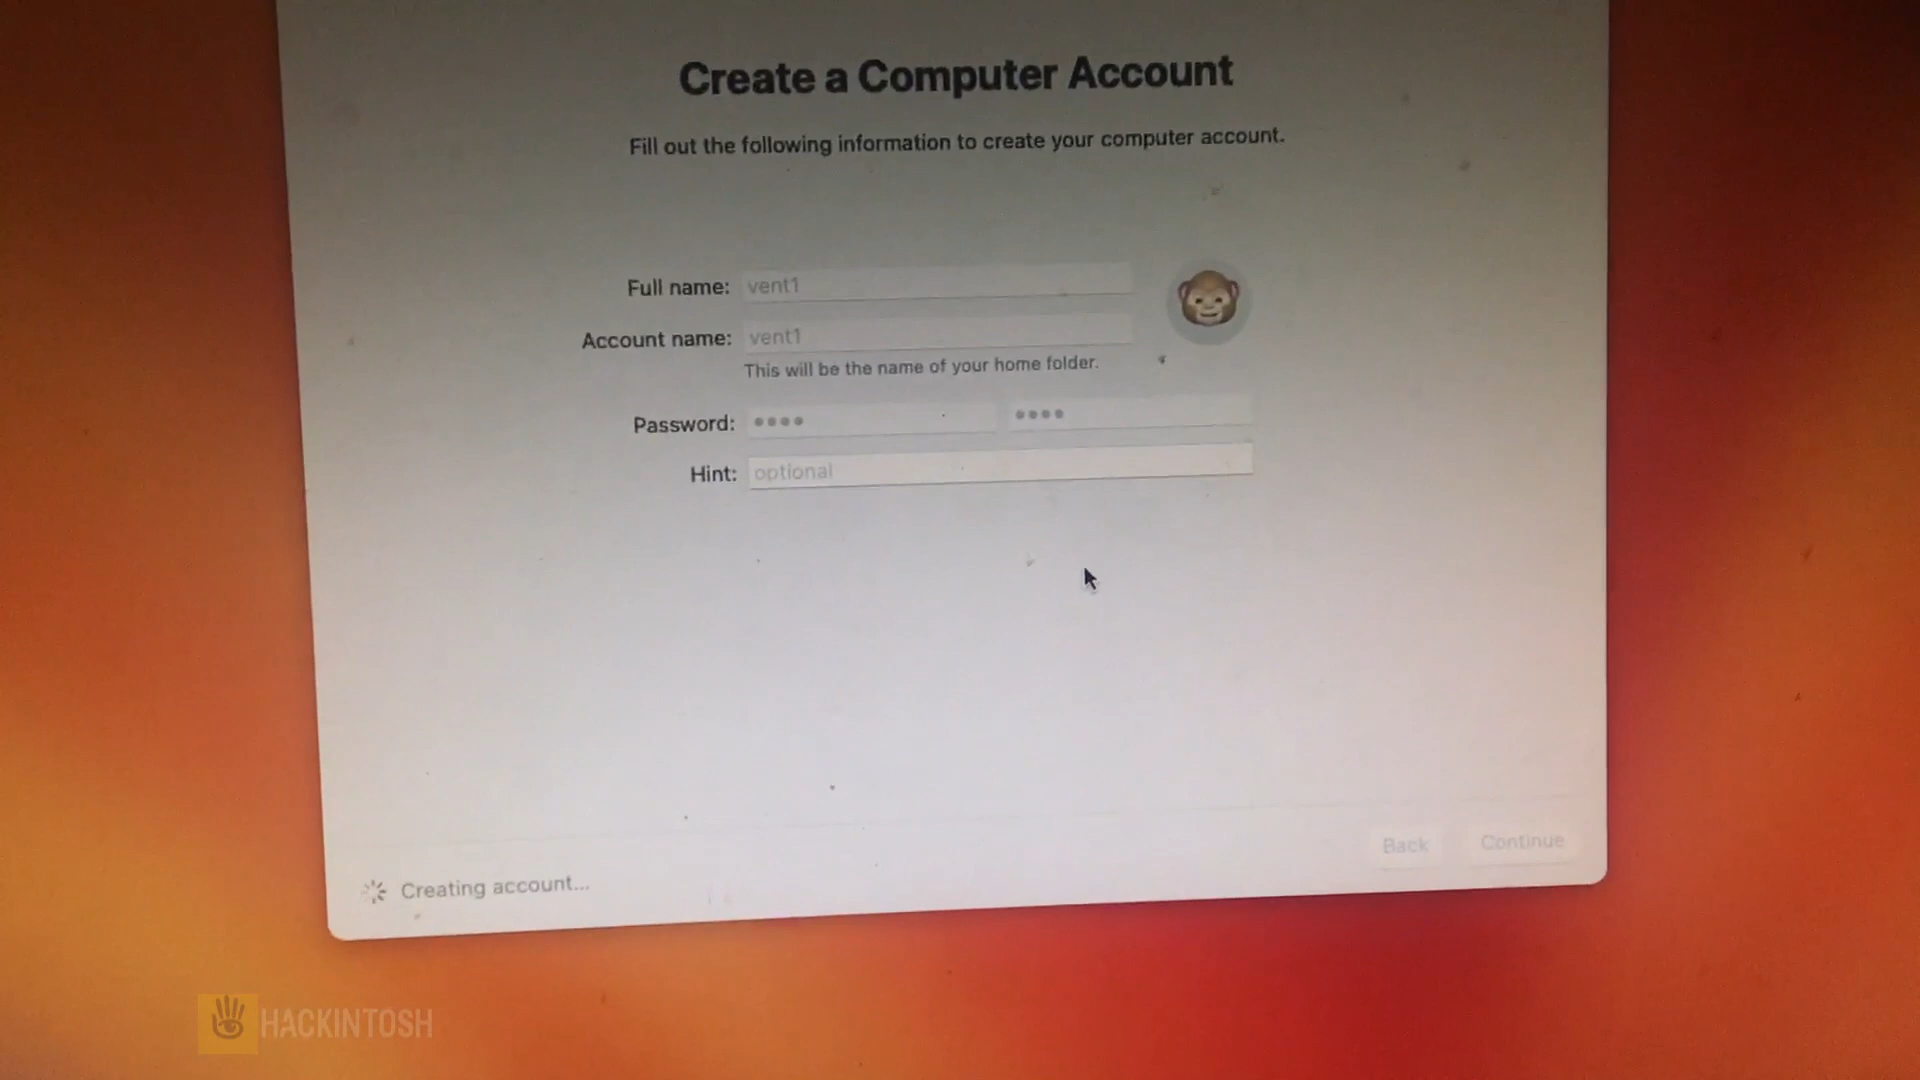 Create a Computer Account
Fill out the following information to create your computer account.
Full name: vent1
Account name: vent1
This will be the name of your home folder.
Password: •••• ••••
Hint: optional
Back Continue
Creating account...
HACKINTOSH